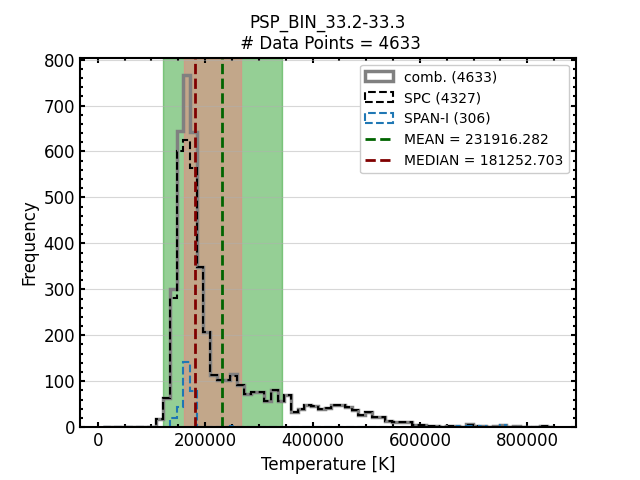 PSP_BIN_33.2-33.3
# Data Points = 4633
800
700
600
500
400
300
200
100
0
Frequency
comb. (4633)
SPC (4327)
SPAN-I (306)
MEAN = 231916.282
MEDIAN = 181252.703
0 200000 400000 600000 800000
Temperature [K]